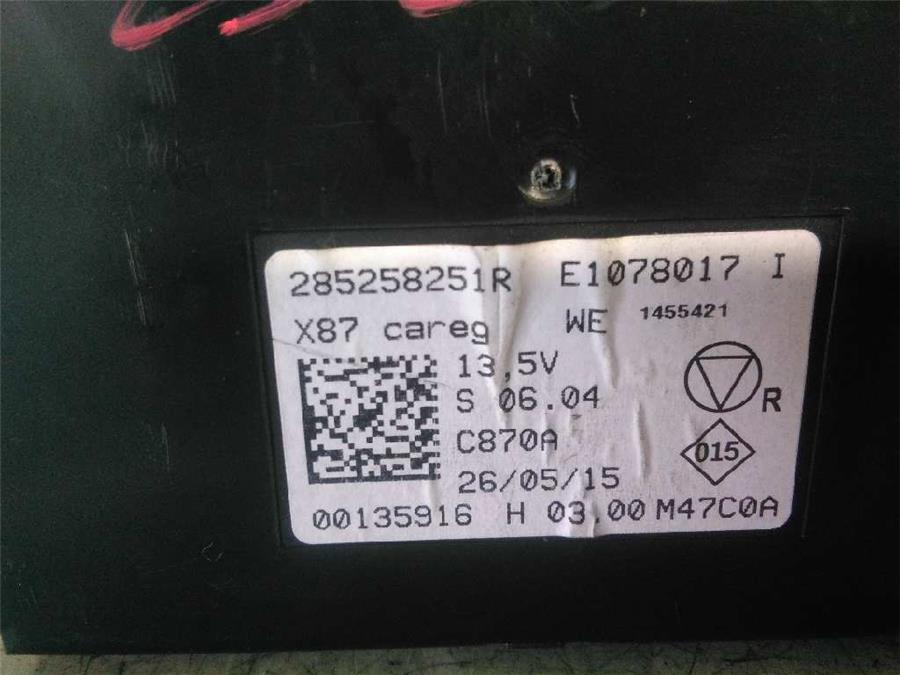 285258251R E1078017 I
X87 careg WE 1455421
13,5V
S 06.04
R
C870A
015
26/05/15
00135916 H 03.00 M47C0A